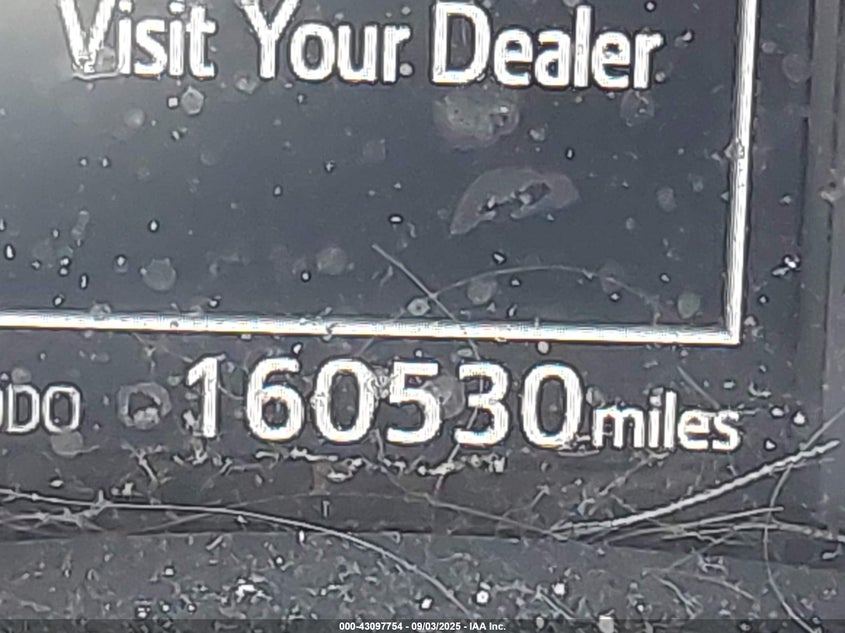 Visit Your Dealer
ODO 160530 miles
000-43097754 - 09/03/2025 - IAA Inc.